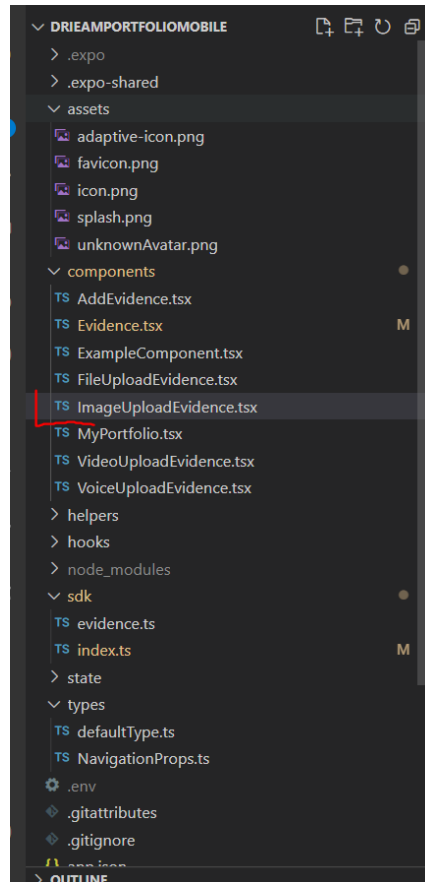 DRIEAMPORTFOLIOMOBILE
.expo
.expo-shared
assets
adaptive-icon.png
favicon.png
icon.png
splash.png
unknownAvatar.png
components
TS AddEvidence.tsx
TS Evidence.tsx M
TS ExampleComponent.tsx
TS FileUploadEvidence.tsx
TS ImageUploadEvidence.tsx
TS MyPortfolio.tsx
TS VideoUploadEvidence.tsx
TS VoiceUploadEvidence.tsx
helpers
hooks
node_modules
sdk
TS evidence.ts
TS index.ts M
state
types
TS defaultType.ts
TS NavigationProps.ts
.env
.gitattributes
.gitignore
{} app.json
OUTLINE